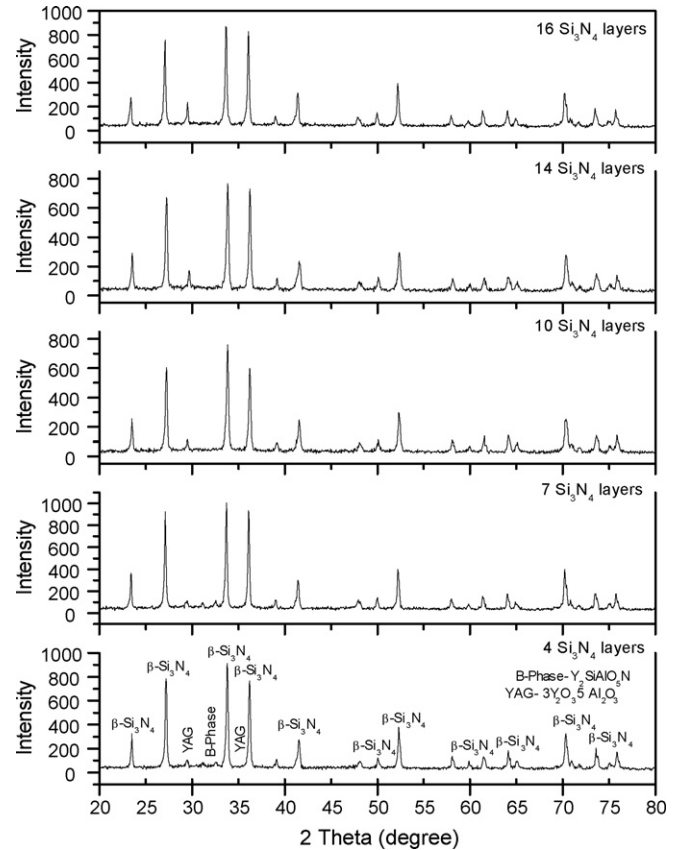 16 Si₃N₄ layers
Intensity
800
600
400
200
0
14 Si₃N₄ layers
Intensity
800
600
400
200
0
10 Si₃N₄ layers
Intensity
800
600
400
200
0
7 Si₃N₄ layers
Intensity
1000
800
600
400
200
0
4 Si₃N₄ layers
Intensity
1000
800
600
400
200
0
β-Si₃N₄
β-Si₃N₄
YAG
B-Phase
β-Si₃N₄
YAG
β-Si₃N₄
β-Si₃N₄
β-Si₃N₄
β-Si₃N₄
β-Si₃N₄
β-Si₃N₄
β-Si₃N₄
β-Si₃N₄
B-Phase- Y₂SiAlO₅N
YAG- 3Y₂O₃5 Al₂O₃
20 25 30 35 40 45 50 55 60 65 70 75 80
2 Theta (degree)